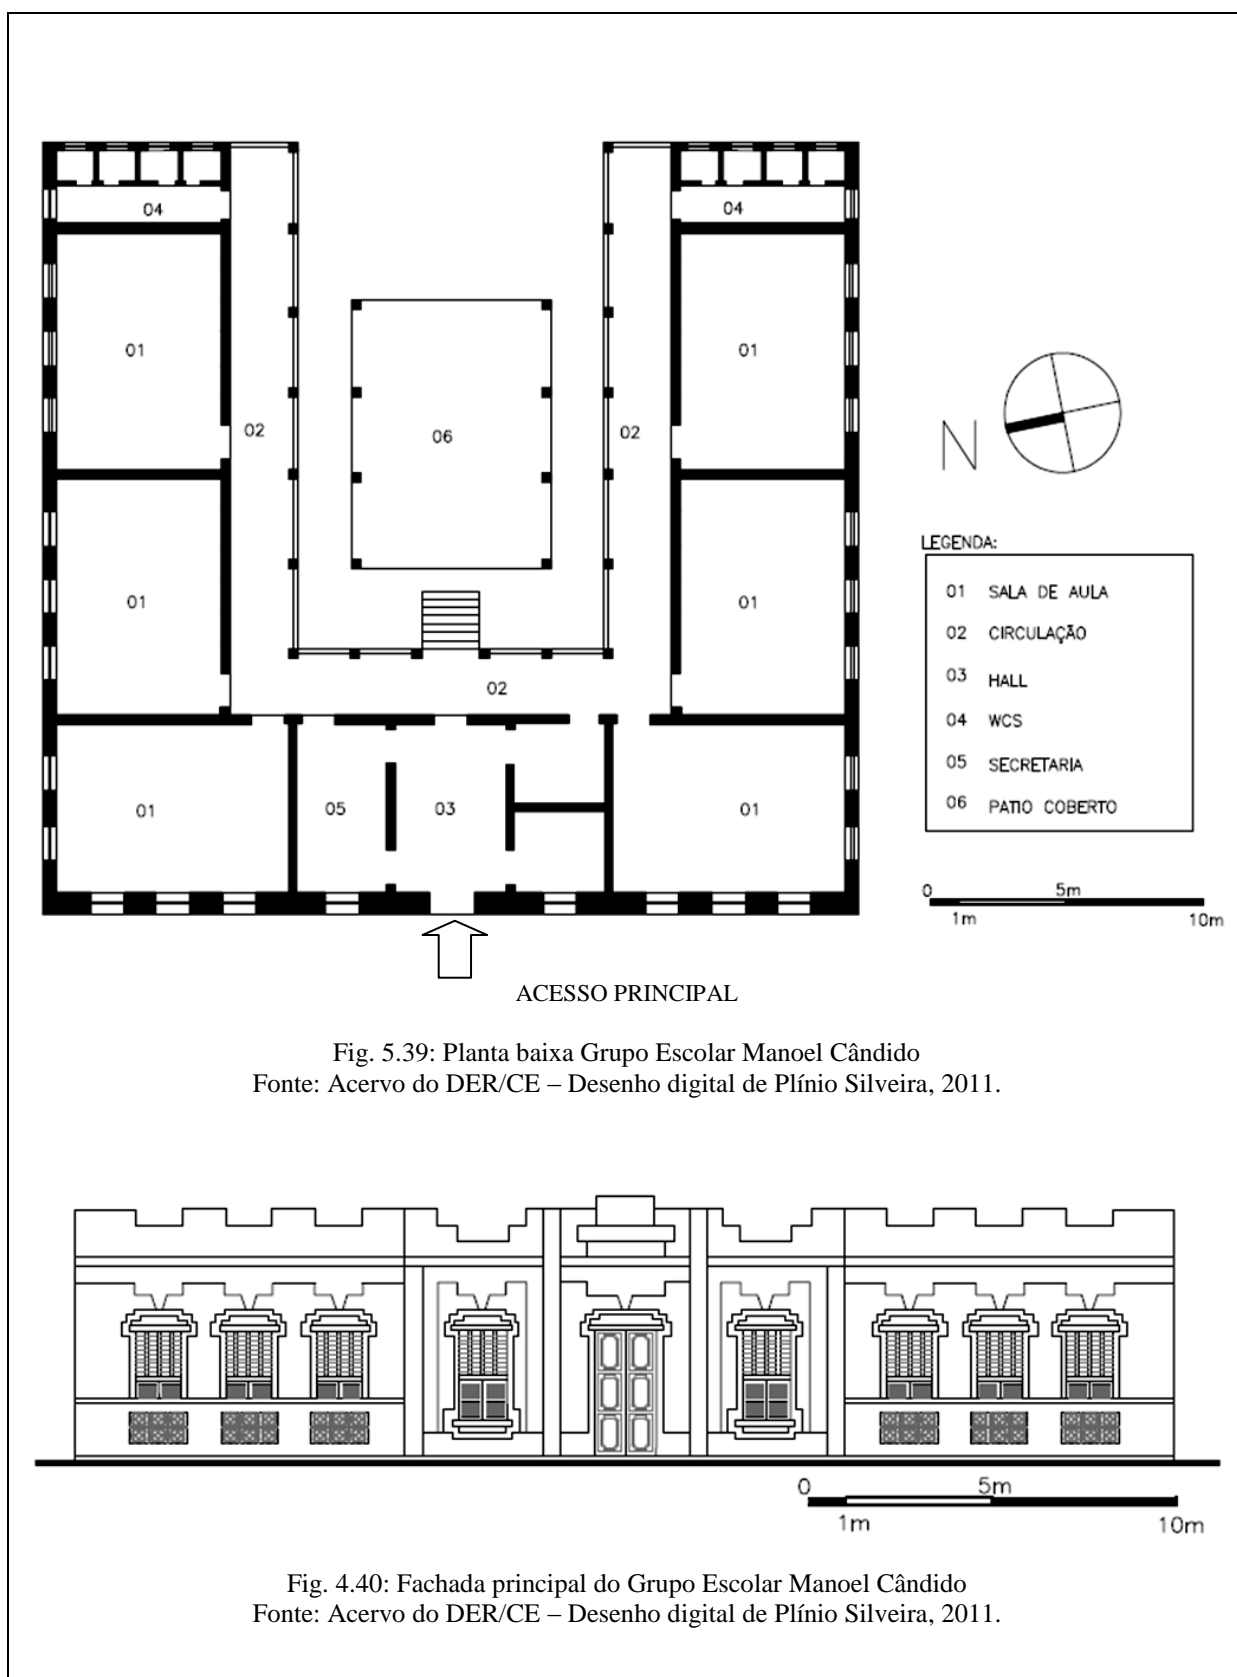 04
04
01
01
02
02
06
N
LEGENDA:
01 SALA DE AULA
02 CIRCULAÇÃO
03 HALL
04 WCS
05 SECRETARIA
06 PATIO COBERTO
01
01
02
01
05
03
01
0 5m
1m 10m
ACESSO PRINCIPAL
Fig. 5.39: Planta baixa Grupo Escolar Manoel Cândido
Fonte: Acervo do DER/CE – Desenho digital de Plínio Silveira, 2011.
0 5m
1m 10m
Fig. 4.40: Fachada principal do Grupo Escolar Manoel Cândido
Fonte: Acervo do DER/CE – Desenho digital de Plínio Silveira, 2011.